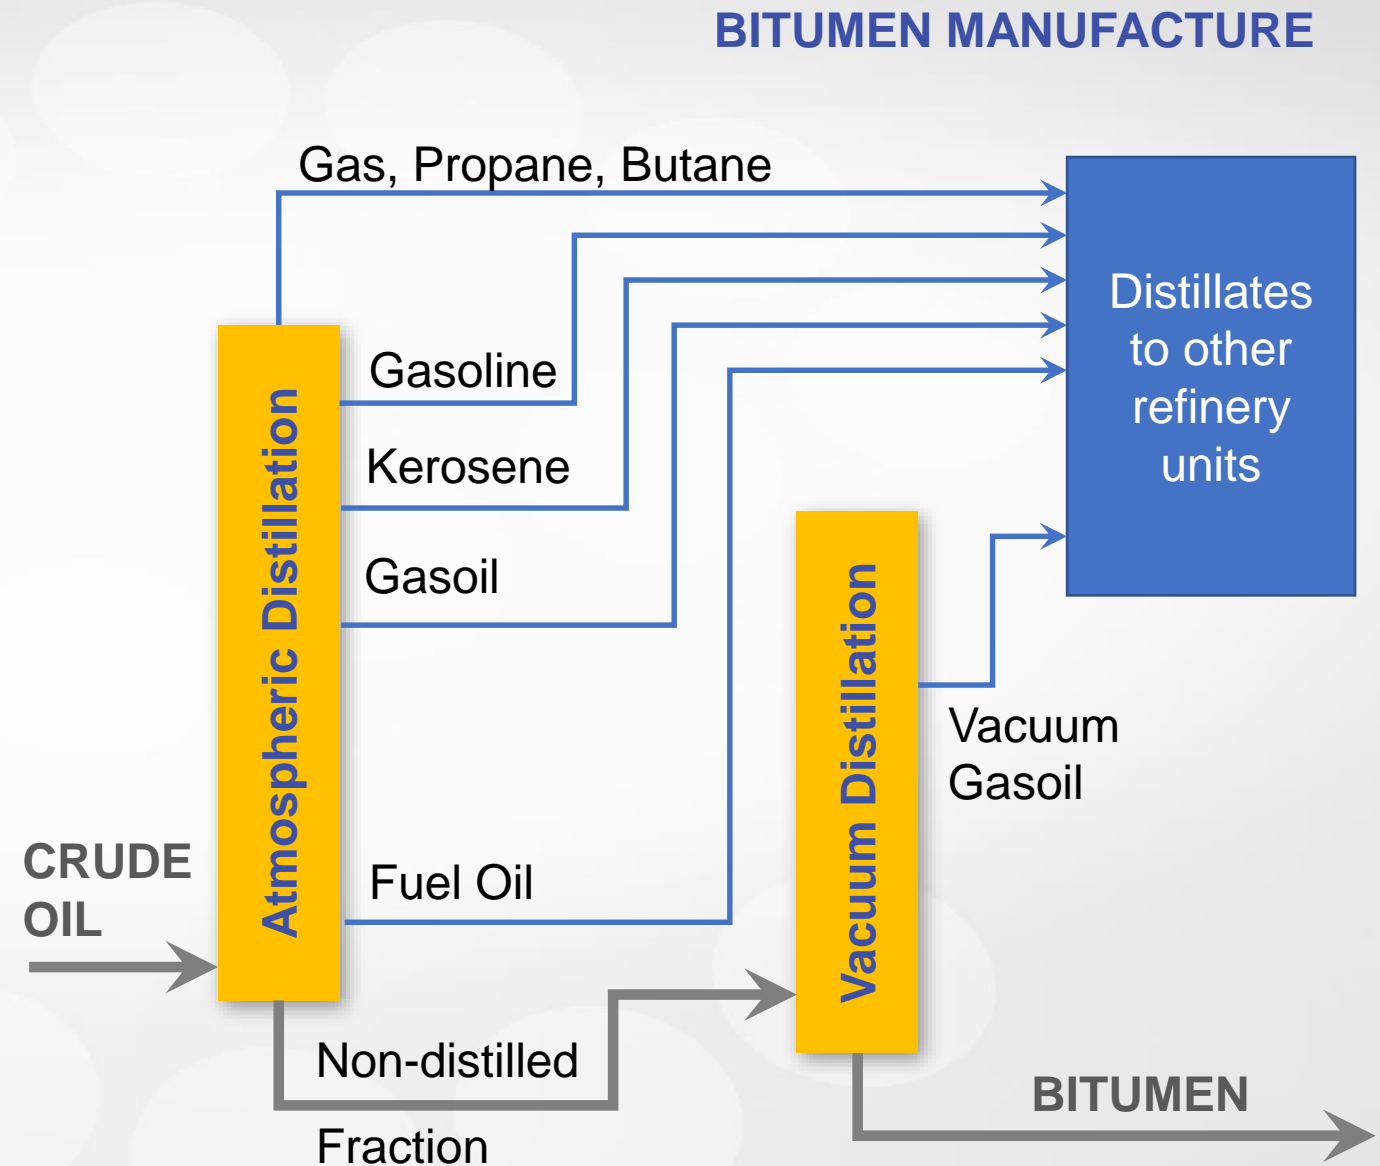 BITUMEN MANUFACTURE
Gas, Propane, Butane
Distillates
to other
refinery
units
Gasoline
Kerosene
Gasoil
Atmospheric Distillation
Vacuum Distillation
Vacuum
Gasoil
CRUDE
OIL
Fuel Oil
Non-distilled
Fraction
BITUMEN